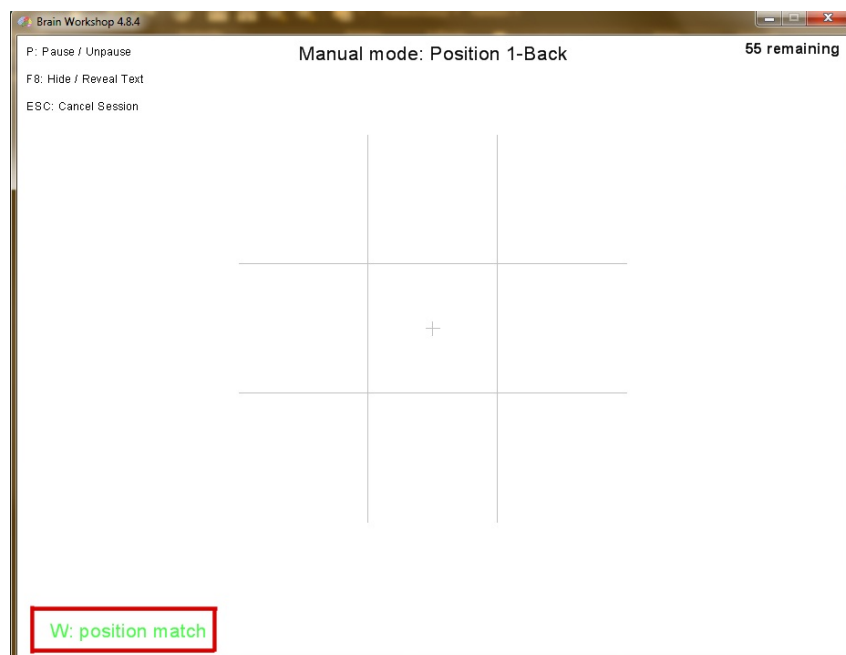 Brain Workshop 4.8.4
P: Pause / Unpause
Manual mode: Position 1-Back
55 remaining
F8: Hide / Reveal Text
ESC: Cancel Session
W: position match